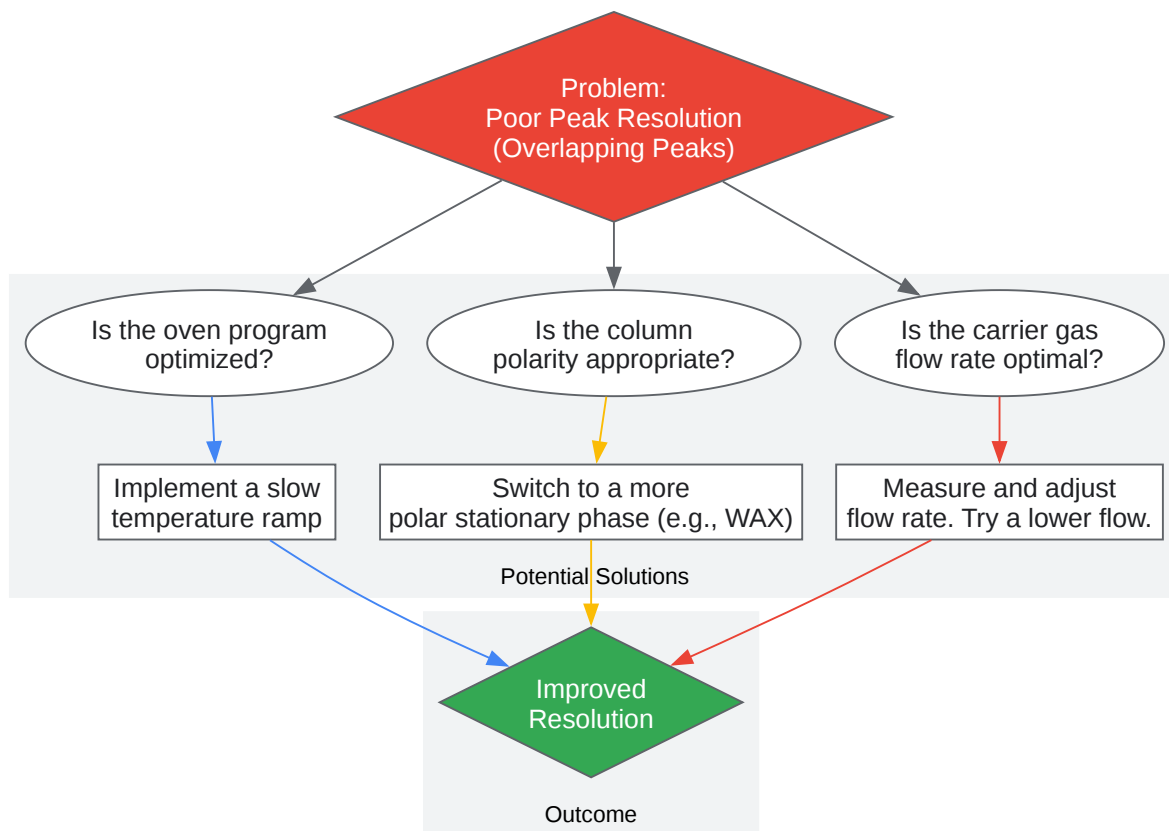 Problem:
Poor Peak Resolution
(Overlapping Peaks)
Is the oven program
optimized?
Is the column
polarity appropriate?
Is the carrier gas
flow rate optimal?
Implement a slow
temperature ramp
Switch to a more
polar stationary phase (e.g., WAX)
Measure and adjust
flow rate. Try a lower flow.
Potential Solutions
Improved
Resolution
Outcome